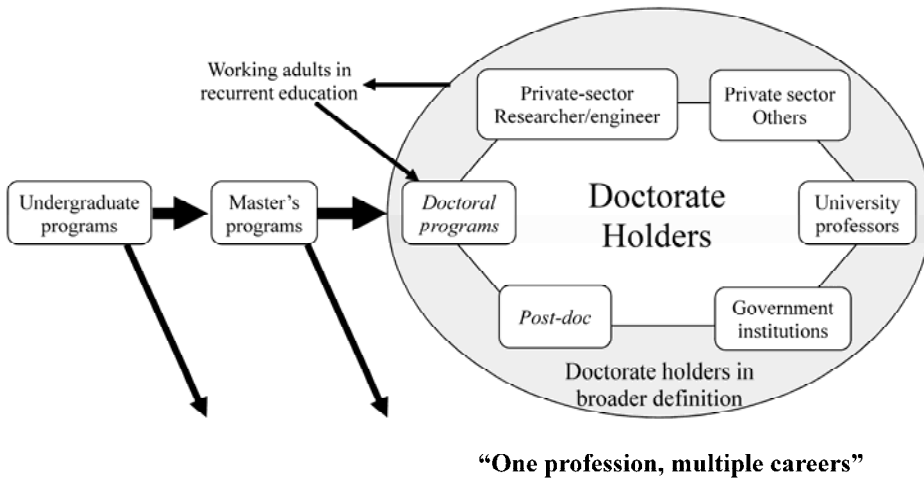 Working adults in
recurrent education
Private-sector
Researcher/engineer
Private sector
Others
Undergraduate
programs
Master's
programs
Doctoral
programs
Doctorate
Holders
University
professors
Post-doc
Government
institutions
Doctorate holders in
broader definition
“One profession, multiple careers”